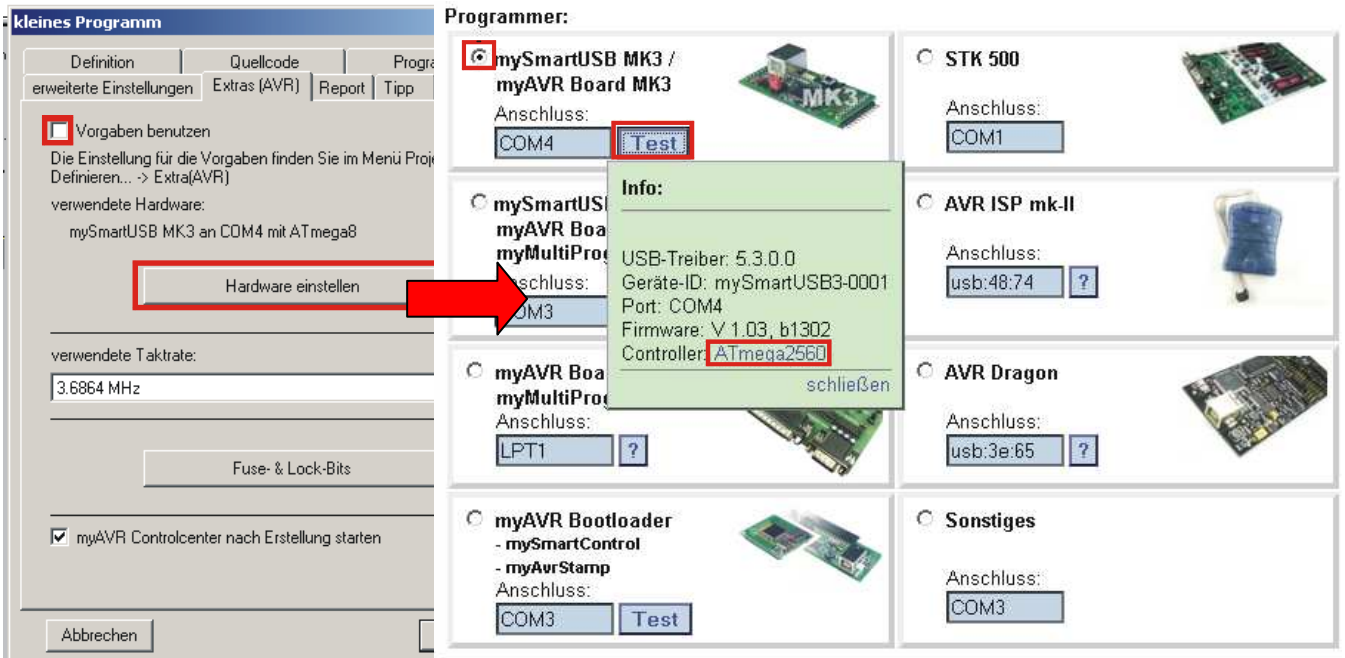 kleines Programm
Definition
Quellcode
Progra
erweiterte Einstellungen
Extras (AVR)
Report
Tipp
Vorgaben benutzen
Die Einstellung für die Vorgaben finden Sie im Menü Proje
Definieren... -> Extra(AVR)
verwendete Hardware:
mySmartUSB MK3 an COM4 mit ATmega8
Hardware einstellen
verwendete Taktrate:
3.6864 MHz
Fuse- & Lock-Bits
myAVR Controlcenter nach Erstellung starten
Abbrechen
Programmer:
mySmartUSB MK3 /
myAVR Board MK3
Anschluss:
COM4
Test
MK3
Info:
USB-Treiber: 5.3.0.0
Geräte-ID: mySmartUSB3-0001
Port: COM4
Firmware: V 1.03, b1302
Controller: ATmega2560
schließen
mySmartUS
myAVR Boa
myMultiProg
schluss:
OM3
myAVR Boa
myMultiProg
Anschluss:
LPT1
?
myAVR Bootloader
- mySmartControl
- myAvrStamp
Anschluss:
COM3
Test
STK 500
Anschluss:
COM1
AVR ISP mk-II
Anschluss:
usb:48:74
?
AVR Dragon
Anschluss:
usb:3e:65
?
Sonstiges
Anschluss:
COM3